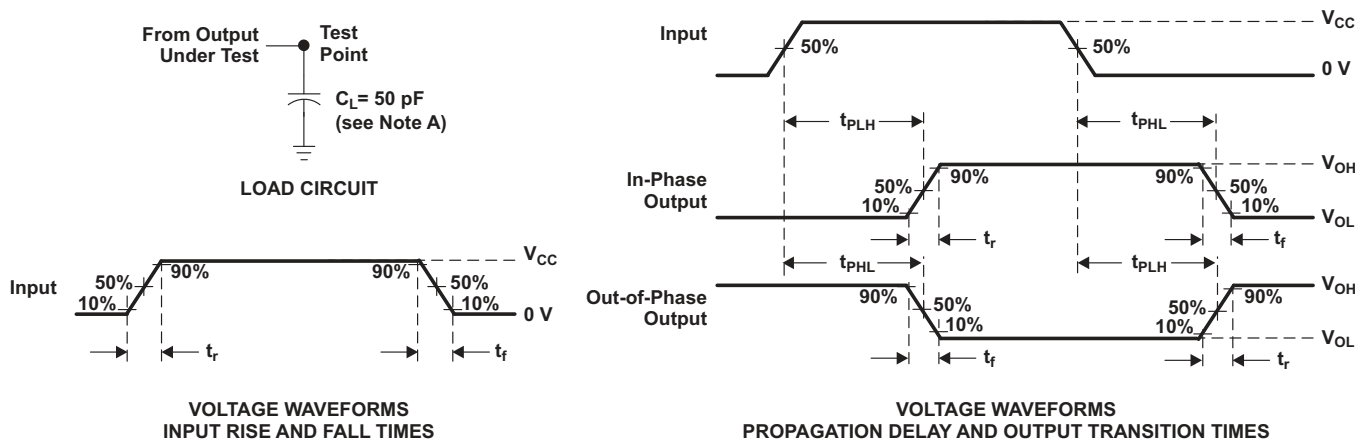 From Output
Under Test
Test
Point
C_L= 50 pF
(see Note A)
LOAD CIRCUIT
Input
10%
50%
90%
90%
50%
10%
V_CC
0 V
t_r
t_f
VOLTAGE WAVEFORMS
INPUT RISE AND FALL TIMES
Input
50%
50%
V_CC
0 V
t_PLH
t_PHL
In-Phase
Output
50%
10%
90%
90%
50%
10%
V_OH
V_OL
t_r
t_f
t_PHL
t_PLH
Out-of-Phase
Output
90%
50%
10%
50%
10%
90%
V_OH
V_OL
t_f
t_r
VOLTAGE WAVEFORMS
PROPAGATION DELAY AND OUTPUT TRANSITION TIMES